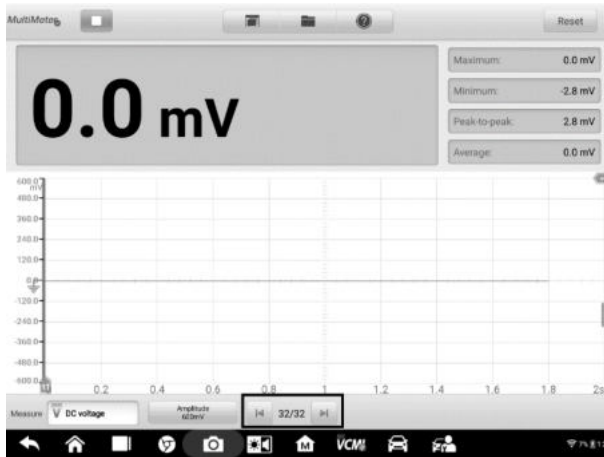 MultiMeter
Reset
0.0 mV
Maximum: 0.0 mV
Minimum: -2.8 mV
Peak-to-peak: 2.8 mV
Average: 0.0 mV
600.0
mV
480.0
360.0
240.0
120.0
0.0
-120.0
-240.0
-360.0
-480.0
-600.0
0.2 0.4 0.6 0.8 1 1.2 1.4 1.6 1.8 2s
Measure V DC voltage Amplitude 32/32
VCMI